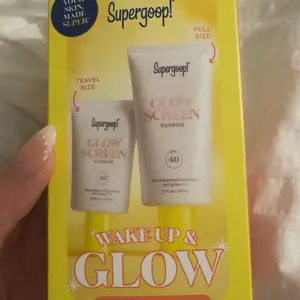 YOUR SKIN,
MADE
SUPER
Supergoop!
FULL
SIZE
TRAVEL
SIZE
Supergoop!
GLOW
SCREEN
SUNRISE
40
Supergoop!
GLOW
SCREEN
SUNRISE
40
WAKE UP &
GLOW